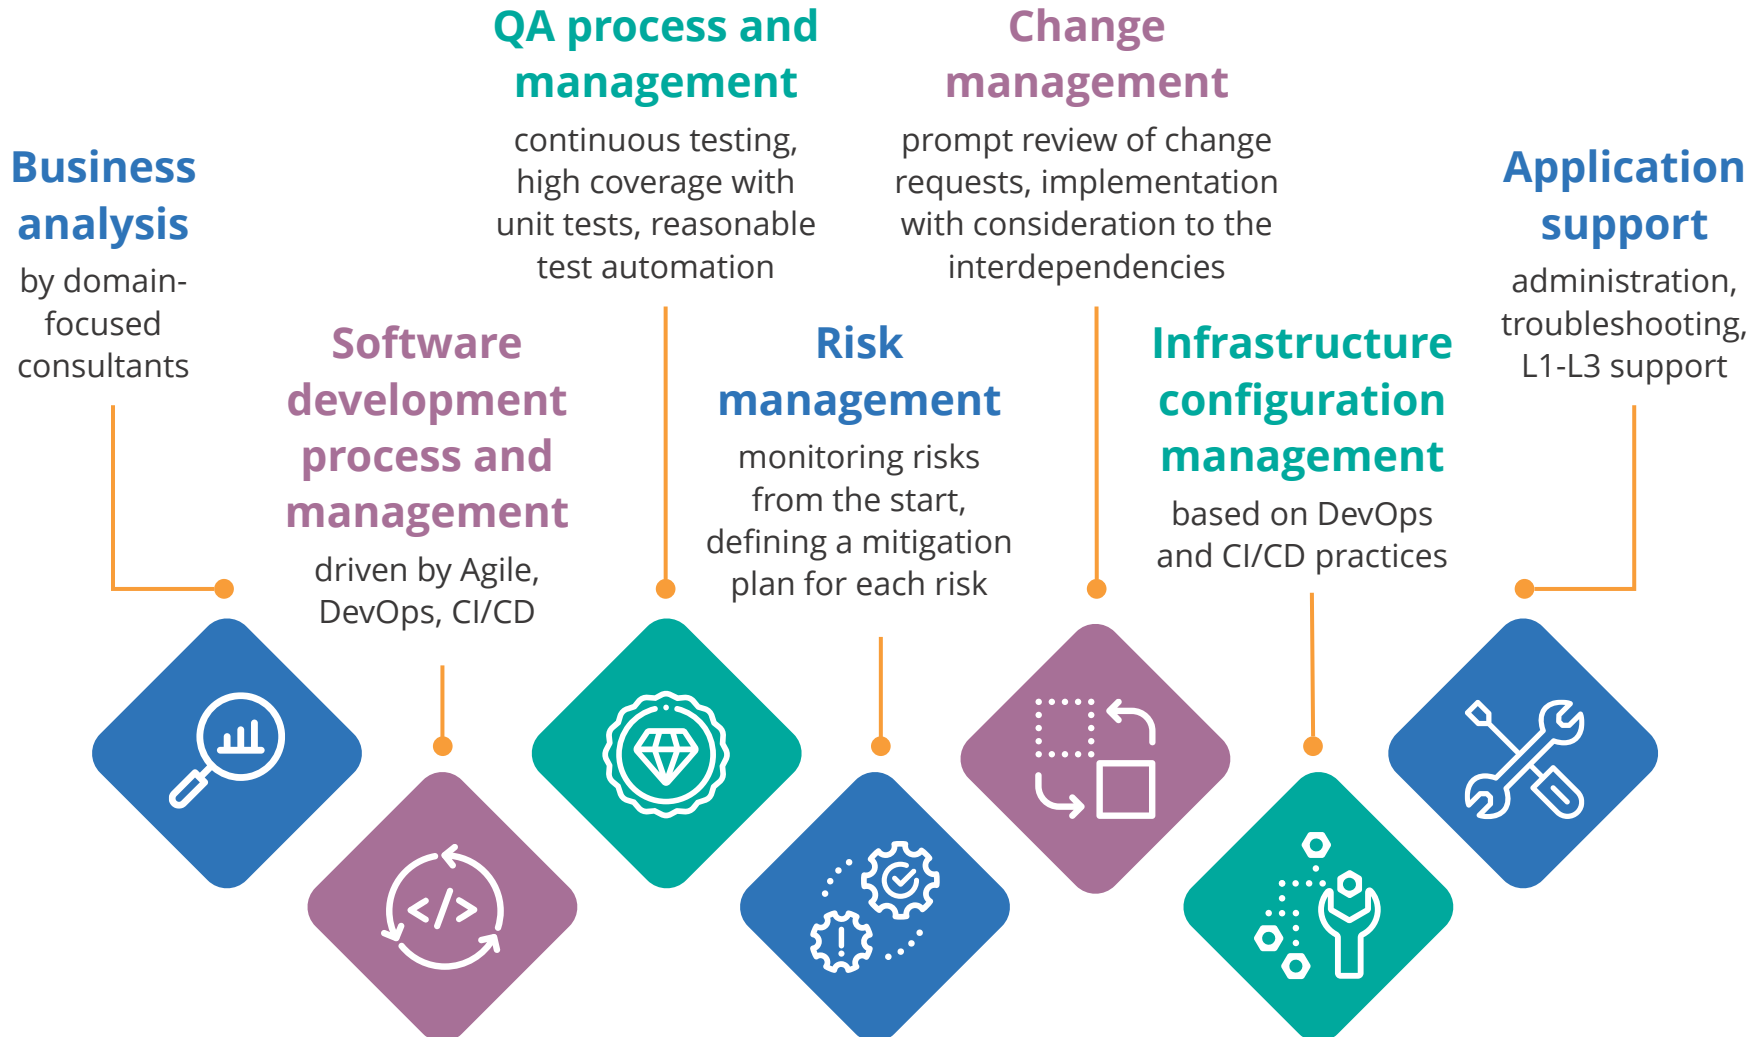 Business
analysis
by domain-
focused
consultants
Software
development
process and
management
driven by Agile,
DevOps, CI/CD
QA process and
management
continuous testing,
high coverage with
unit tests, reasonable
test automation
Risk
management
monitoring risks
from the start,
defining a mitigation
plan for each risk
Change
management
prompt review of change
requests, implementation
with consideration to the
interdependencies
Infrastructure
configuration
management
based on DevOps
and CI/CD practices
Application
support
administration,
troubleshooting,
L1-L3 support